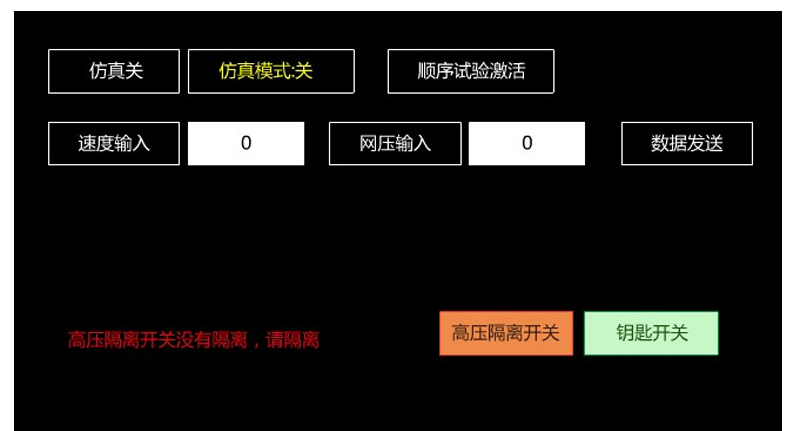 仿真关 仿真模式:关 顺序试验激活
速度输入 0 网压输入 0 数据发送
高压隔离开关没有隔离，请隔离 高压隔离开关 钥匙开关